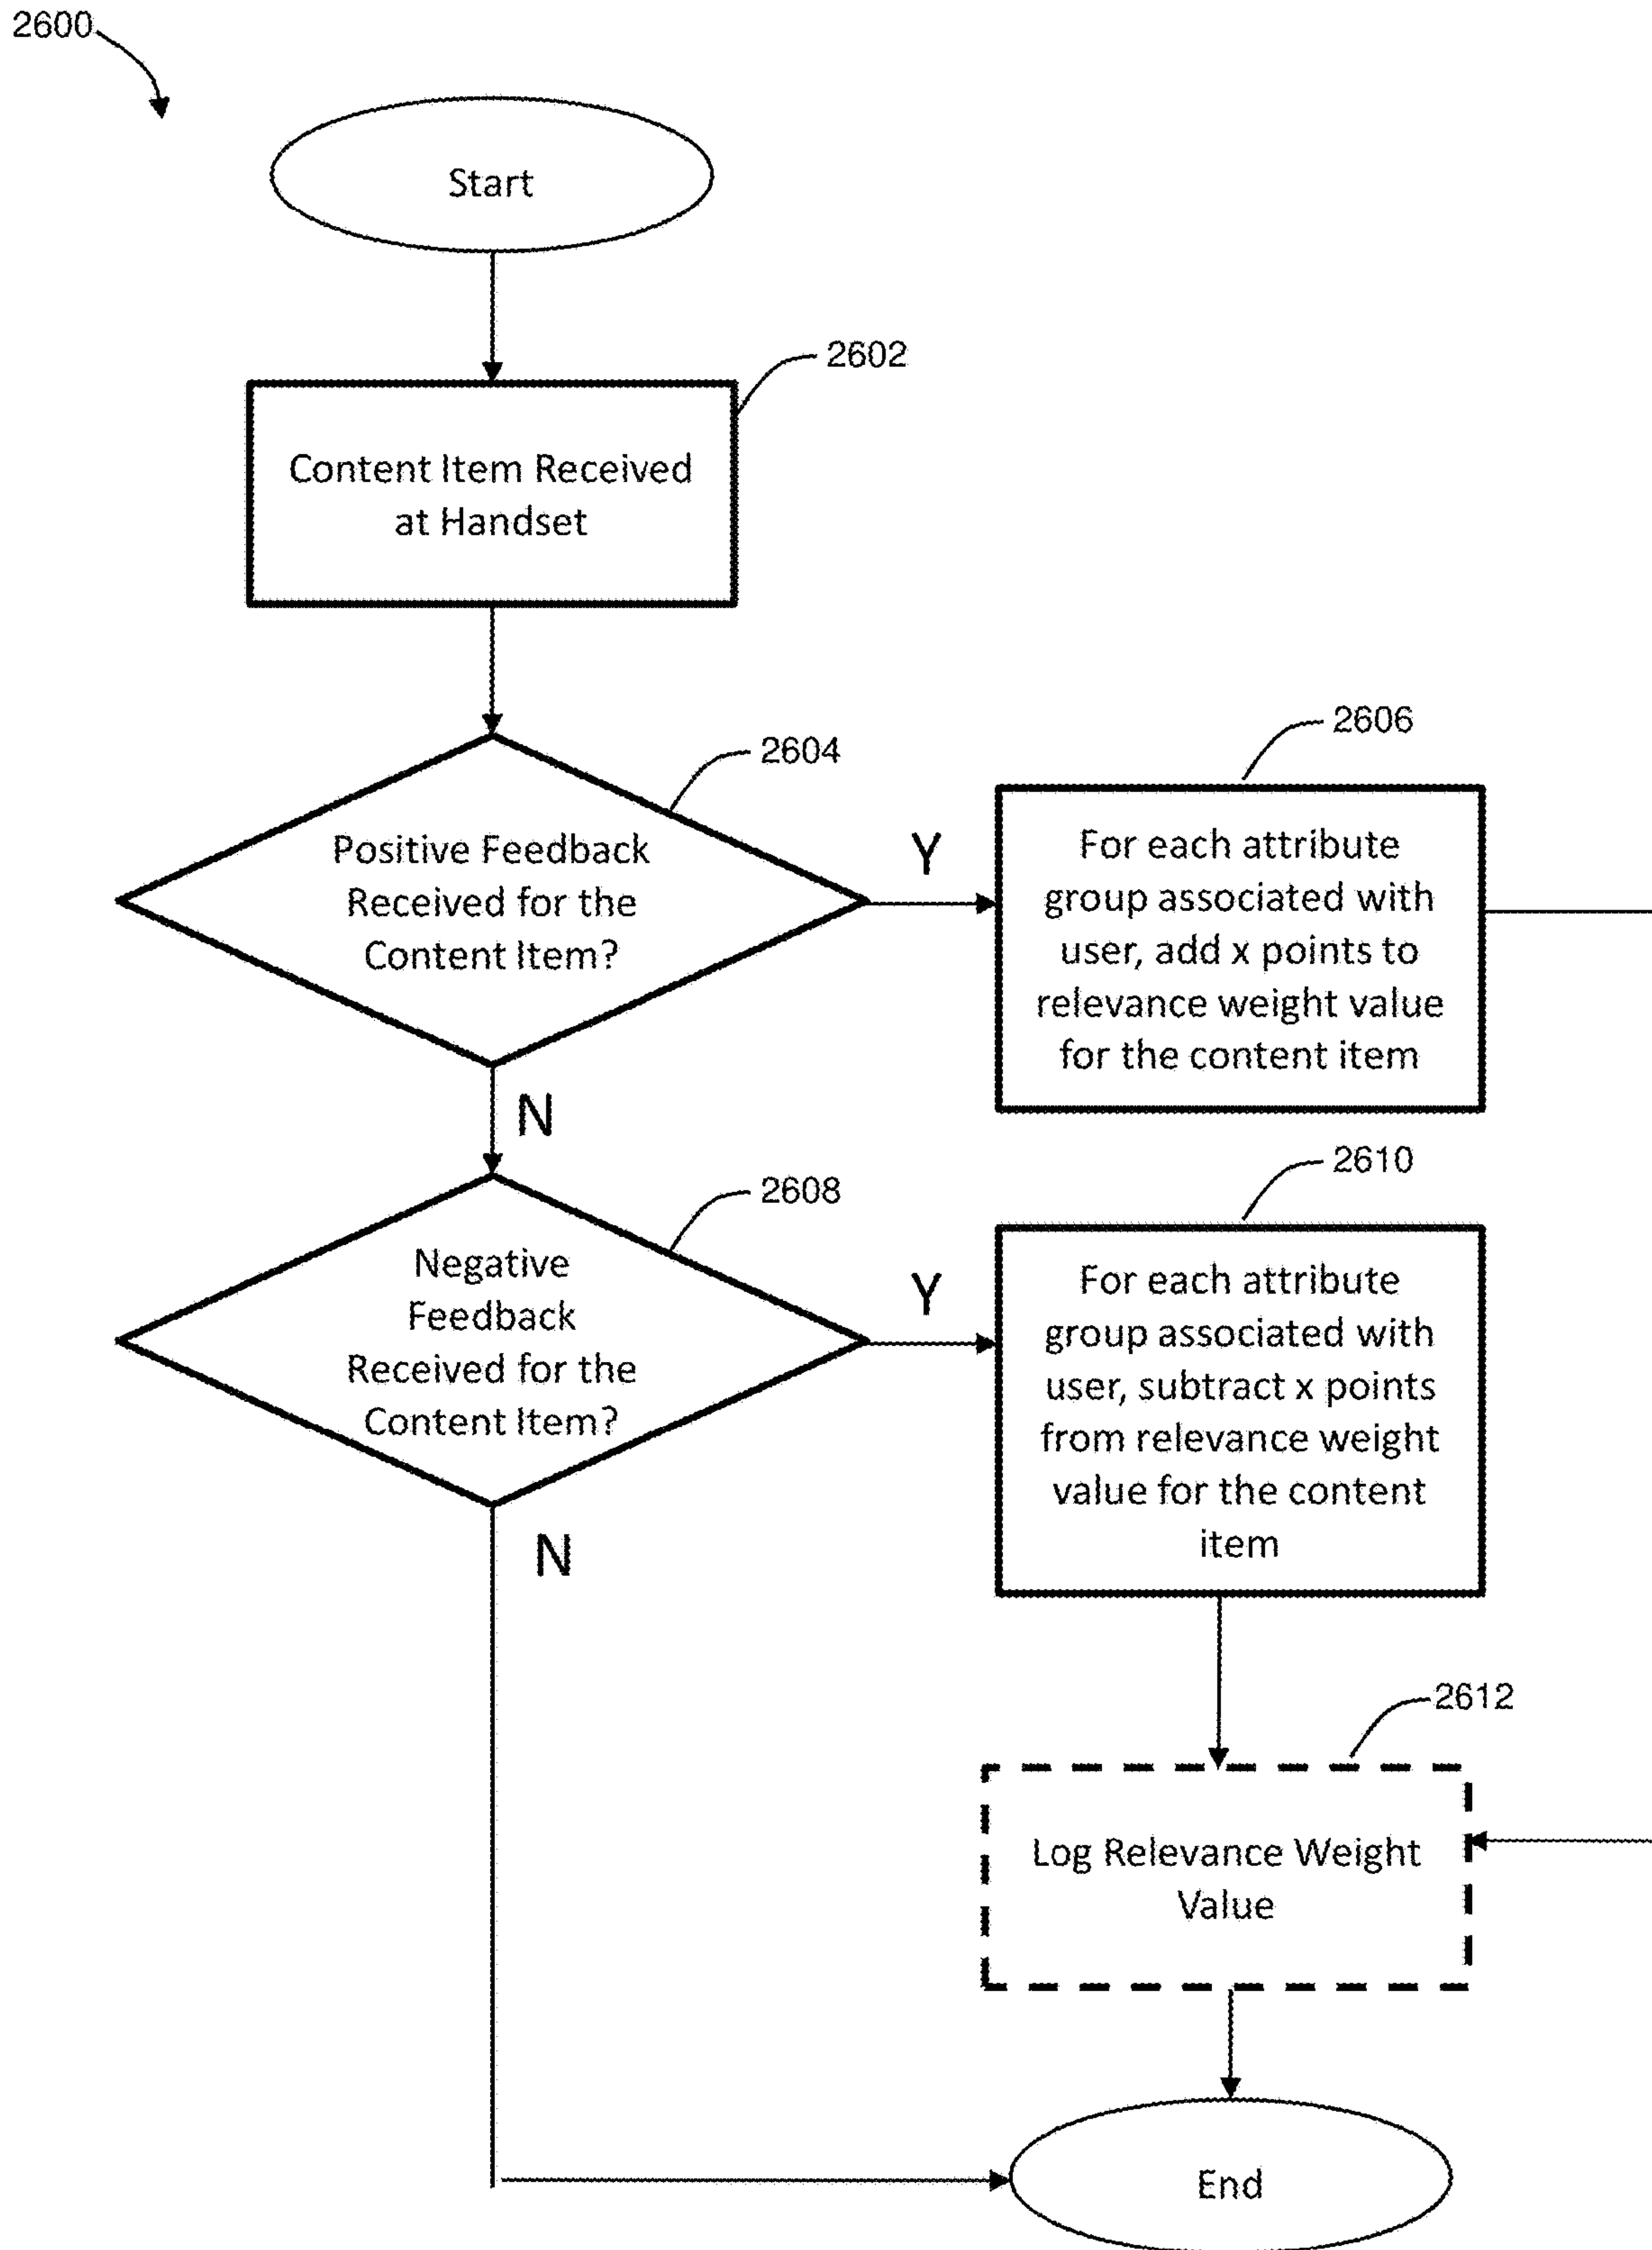 2600
Start
2602
Content Item Received
at Handset
2604
Positive Feedback
Received for the
Content Item?
Y
2606
For each attribute
group associated with
user, add x points to
relevance weight value
for the content item
N
2608
Negative
Feedback
Received for the
Content Item?
Y
2610
For each attribute
group associated with
user, subtract x points
from relevance weight
value for the content
item
N
2612
Log Relevance Weight
Value
End